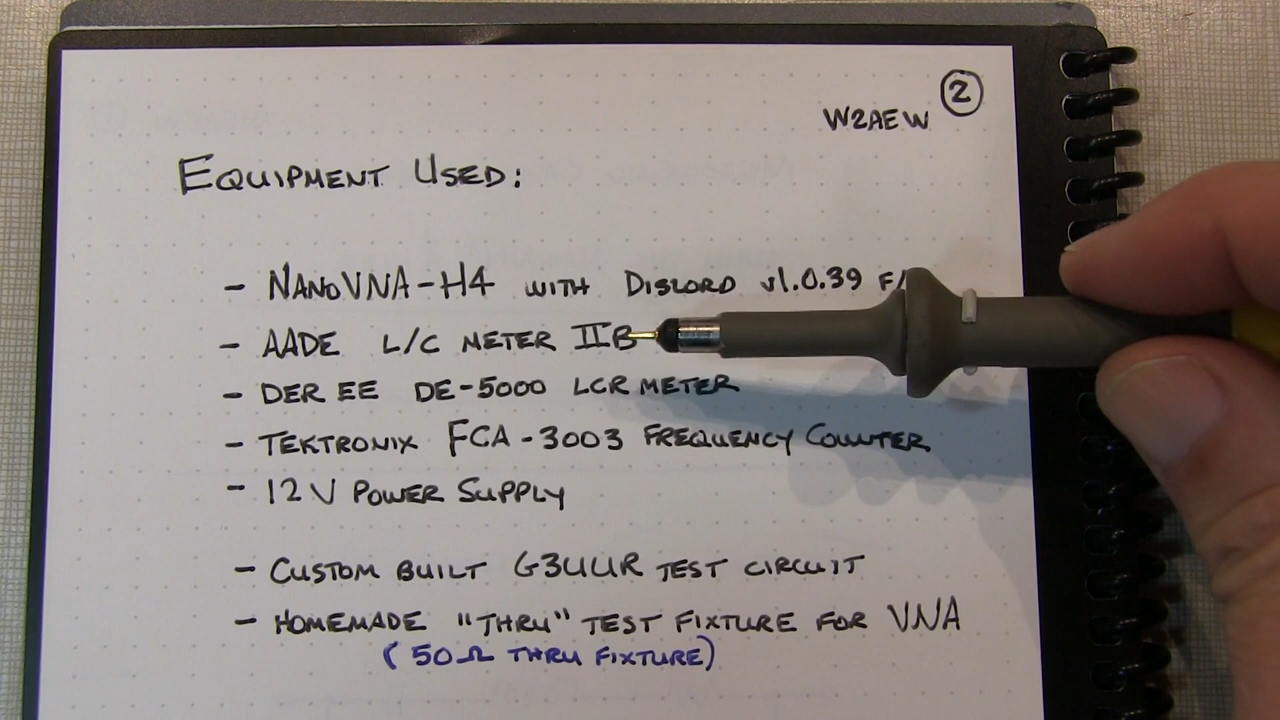 2
W2AEW
EQUIPMENT USED:
- NANOVNA-H4 WITH DISLORD v1.0.39 F/
- AADE L/C METER IIB
- DER EE DE-5000 LCR METER
- TEKTRONIX FCA-3003 FREQUENCY COUNTER
- 12V POWER SUPPLY
- CUSTOM BUILT G3UUR TEST CIRCUIT
- HOMEMADE "THRU" TEST FIXTURE FOR VNA
(50Ω THRU FIXTURE)